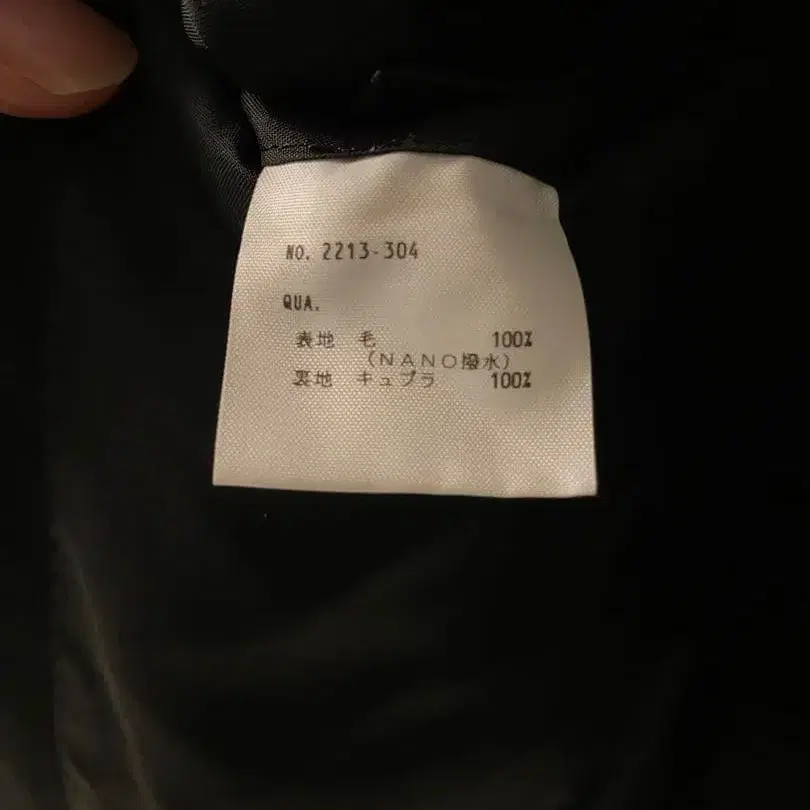 NO. 2213-304
QUA.
表地 毛 100%
(NANO撥水)
裏地 キュプラ 100%